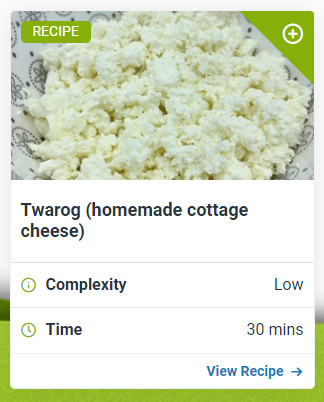 RECIPE
Twarog (homemade cottage
cheese)
Complexity Low
Time 30 mins
View Recipe →